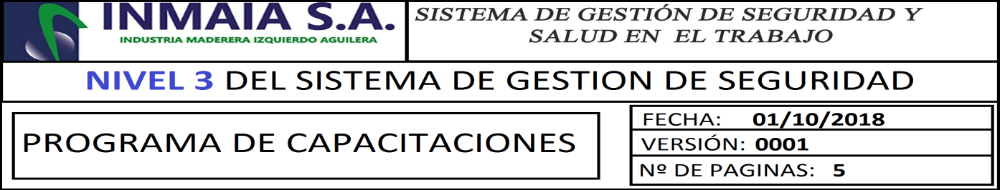 INMAIA S.A.
INDUSTRIA MADERERA IZQUIERDO AGUILERA
SISTEMA DE GESTIÓN DE SEGURIDAD Y
SALUD EN EL TRABAJO
NIVEL 3 DEL SISTEMA DE GESTION DE SEGURIDAD
PROGRAMA DE CAPACITACIONES
FECHA: 01/10/2018
VERSIÓN: 0001
Nº DE PAGINAS: 5